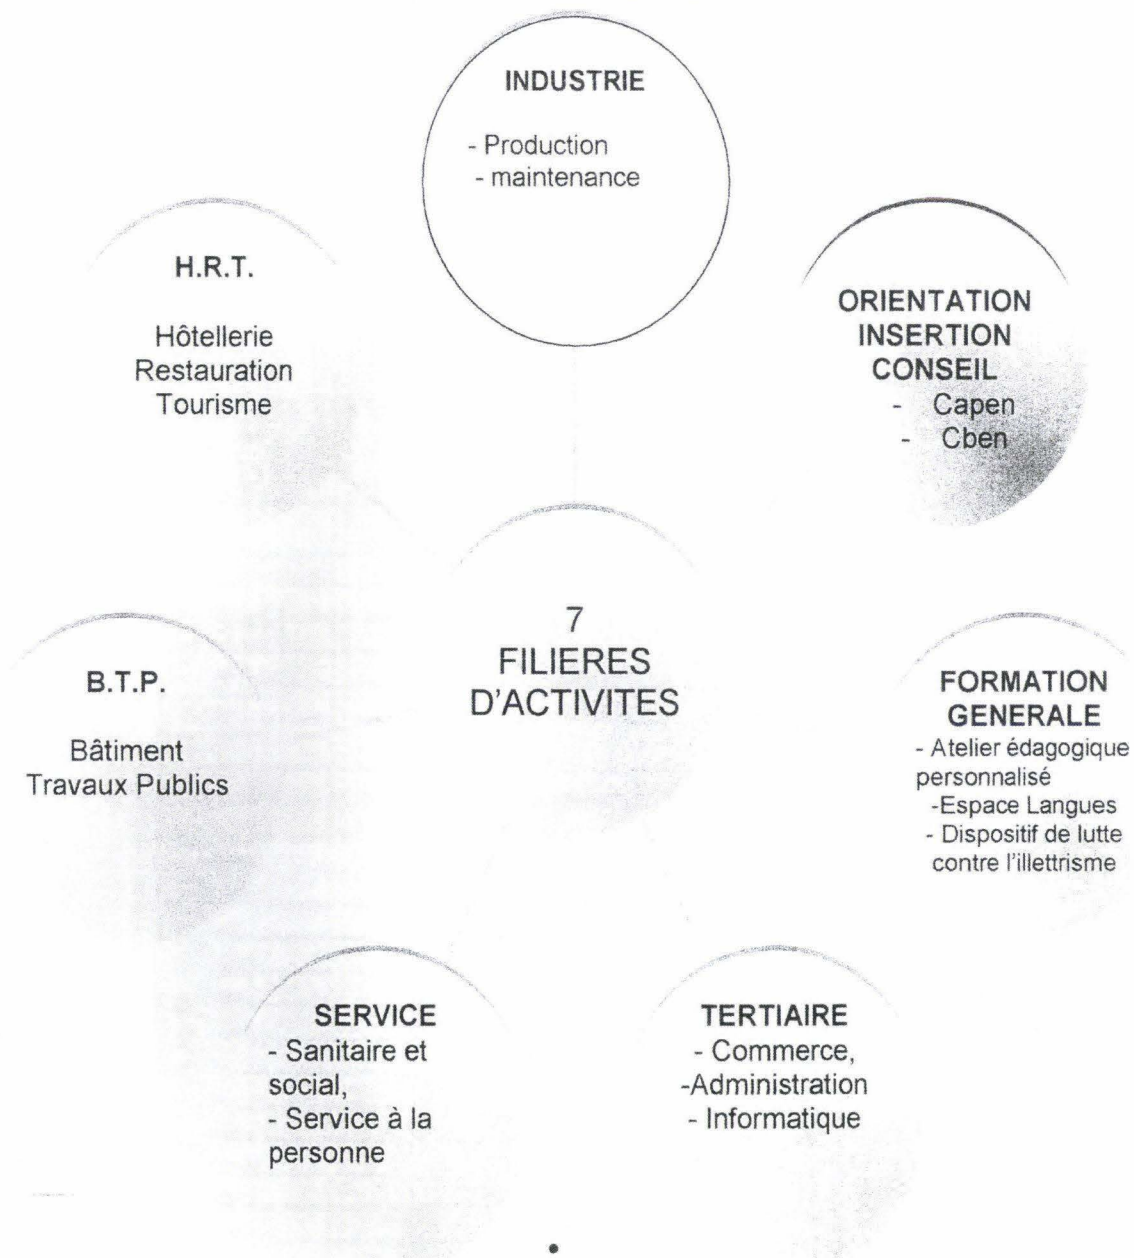 INDUSTRIE
- Production
- maintenance
H.R.T.
Hôtellerie
Restauration
Tourisme
ORIENTATION
INSERTION
CONSEIL
- Capen
- Cben
7
FILIERES
D'ACTIVITES
B.T.P.
Bâtiment
Travaux Publics
FORMATION
GENERALE
- Atelier édagogique
personnalisé
-Espace Langues
- Dispositif de lutte
contre l'illettrisme
SERVICE
- Sanitaire et
social,
- Service à la
personne
TERTIAIRE
- Commerce,
-Administration
- Informatique